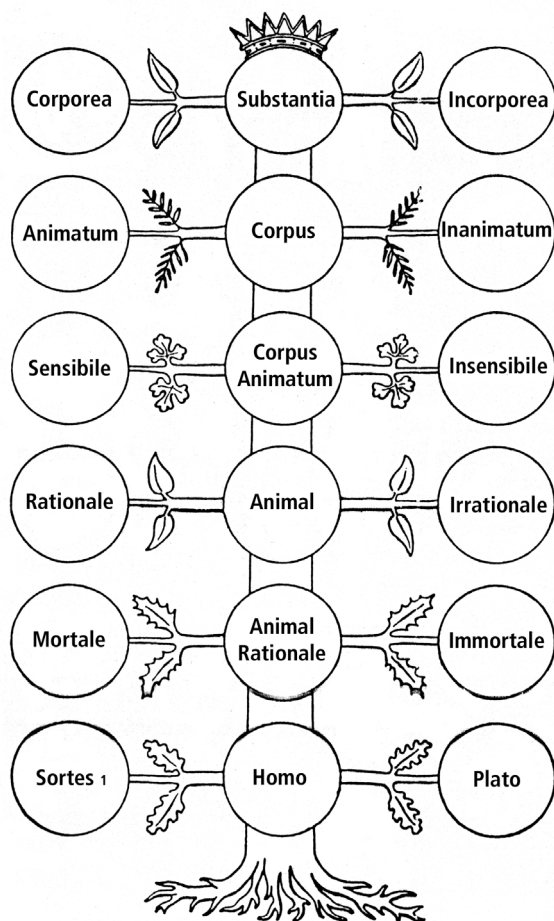 Corporea
Substantia
Incorporea
Animatum
Corpus
Inanimatum
Sensibile
Corpus
Animatum
Insensibile
Rationale
Animal
Irrationale
Mortale
Animal
Rationale
Immortale
Sortes 1
Homo
Plato